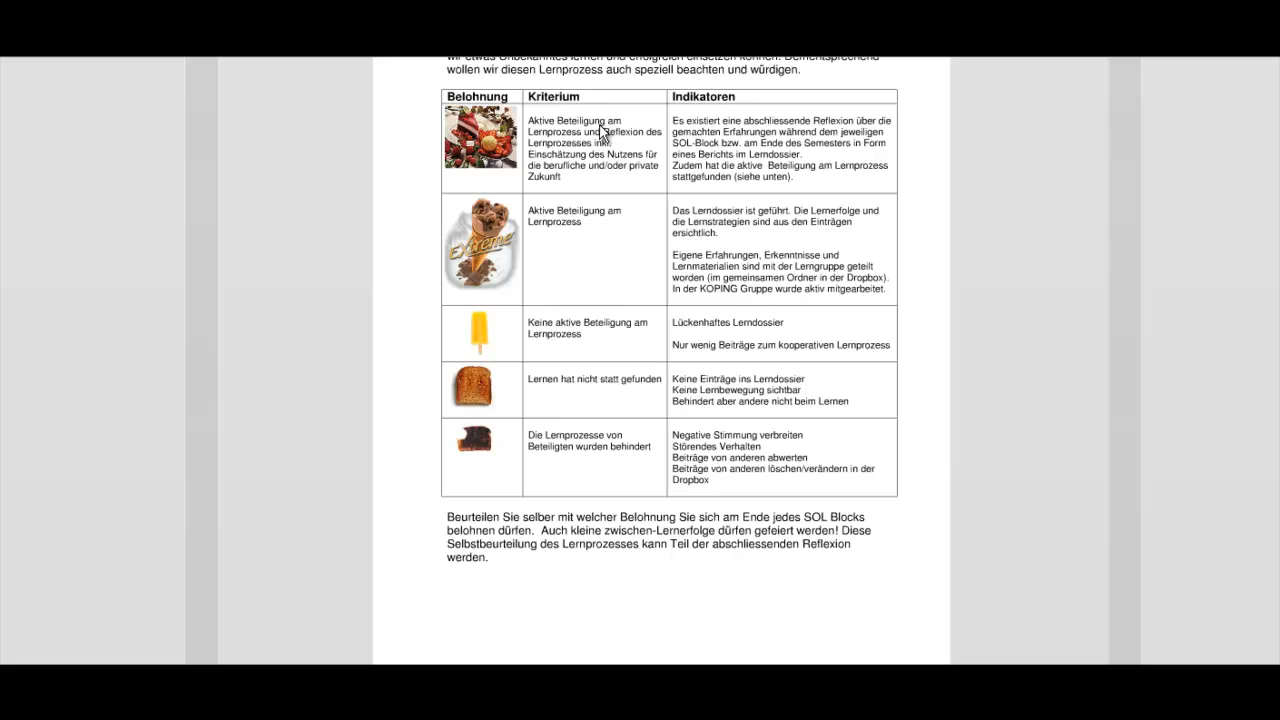 wir etwas Unbekanntes lernen und erfolgreich einsetzen können. Dementsprechend
wollen wir diesen Lernprozess auch speziell beachten und würdigen.
Belohnung Kriterium Indikatoren
Aktive Beteiligung am
Lernprozess und Reflexion des
Lernprozesses inkl.
Einschätzung des Nutzens für
die berufliche und/oder private
Zukunft
Es existiert eine abschliessende Reflexion über die
gemachten Erfahrungen während dem jeweiligen
SOL-Block bzw. am Ende des Semesters in Form
eines Berichts im Lerndossier.
Zudem hat die aktive Beteiligung am Lernprozess
stattgefunden (siehe unten).
Extreme
Aktive Beteiligung am
Lernprozess
Das Lerndossier ist geführt. Die Lernerfolge und
die Lernstrategien sind aus den Einträgen
ersichtlich.
Eigene Erfahrungen, Erkenntnisse und
Lernmaterialien sind mit der Lerngruppe geteilt
worden (im gemeinsamen Ordner in der Dropbox).
In der KOPING Gruppe wurde aktiv mitgearbeitet.
Keine aktive Beteiligung am
Lernprozess
Lückenhaftes Lerndossier
Nur wenig Beiträge zum kooperativen Lernprozess
Lernen hat nicht statt gefunden
Keine Einträge ins Lerndossier
Keine Lernbewegung sichtbar
Behindert aber andere nicht beim Lernen
Die Lernprozesse von
Beteiligten wurden behindert
Negative Stimmung verbreiten
Störendes Verhalten
Beiträge von anderen abwerten
Beiträge von anderen löschen/verändern in der
Dropbox
Beurteilen Sie selber mit welcher Belohnung Sie sich am Ende jedes SOL Blocks
belohnen dürfen. Auch kleine zwischen-Lernerfolge dürfen gefeiert werden! Diese
Selbstbeurteilung des Lernprozesses kann Teil der abschliessenden Reflexion
werden.